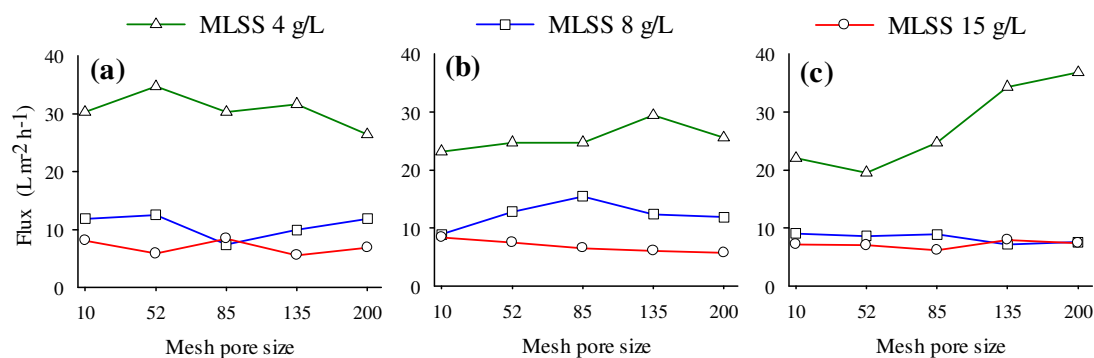 MLSS 4 g/L MLSS 8 g/L MLSS 15 g/L
(a) (b) (c)
Flux (L m-2 h-1)
40 40 40
30 30 30
20 20 20
10 10 10
0 0 0
10 52 85 135 200 10 52 85 135 200 10 52 85 135 200
Mesh pore size Mesh pore size Mesh pore size